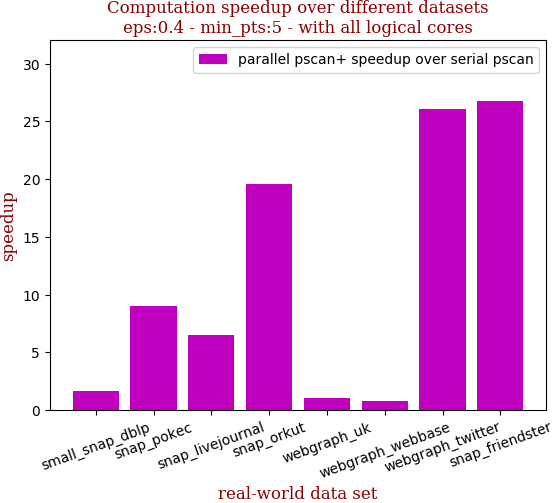 Computation speedup over different datasets
eps:0.4 - min_pts:5 - with all logical cores
parallel pscan+ speedup over serial pscan
speedup
30
25
20
15
10
5
0
small_snap_dblp
snap_pokec
snap_livejournal
snap_orkut
webgraph_uk
webgraph_webbase
webgraph_twitter
snap_friendster
real-world data set